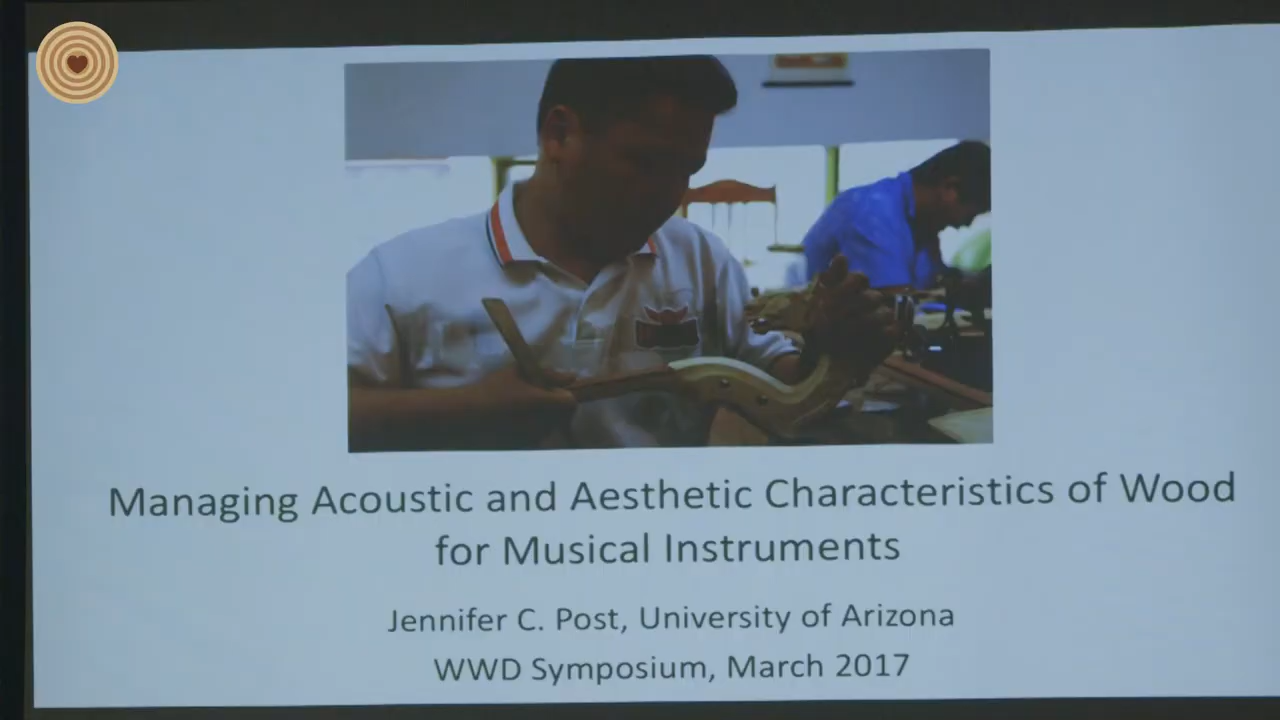 Managing Acoustic and Aesthetic Characteristics of Wood
for Musical Instruments
Jennifer C. Post, University of Arizona
WWD Symposium, March 2017